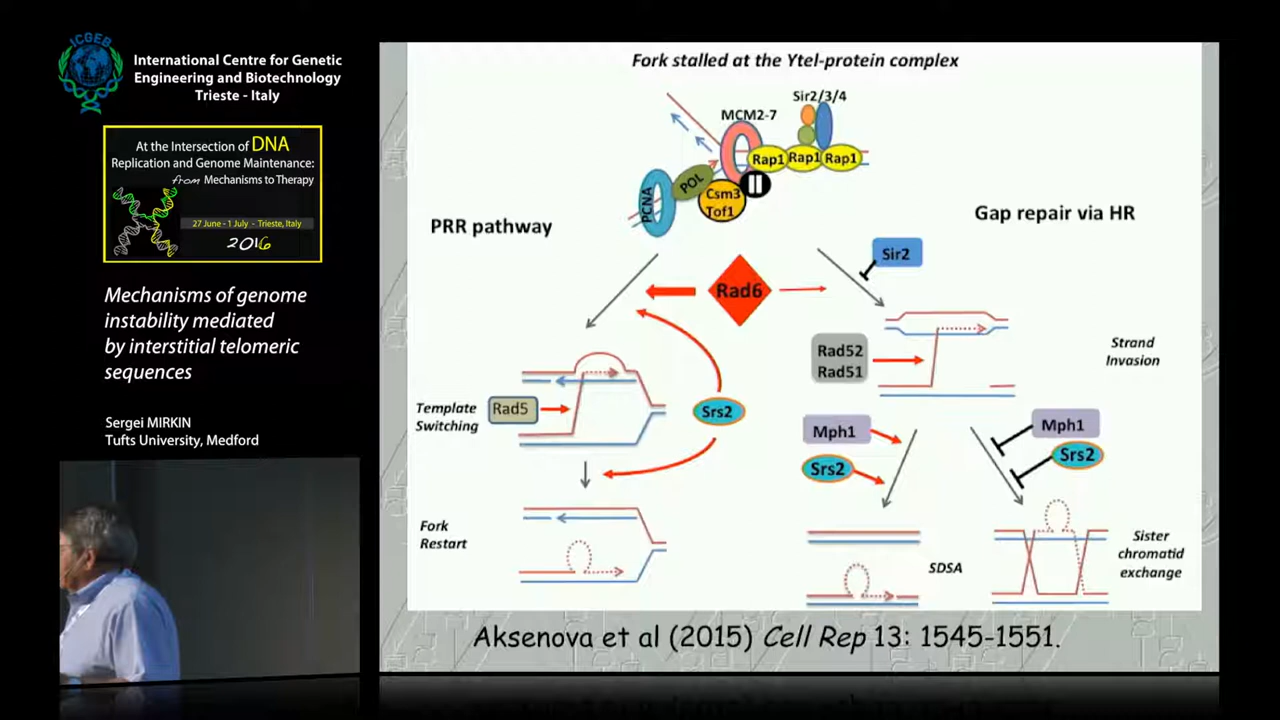 ICGEB
International Centre for Genetic
Engineering and Biotechnology
Trieste - Italy
At the Intersection of DNA
Replication and Genome Maintenance:
from Mechanisms to Therapy
27 June - 1 July - Trieste, Italy
2016
Mechanisms of genome
instability mediated
by interstitial telomeric
sequences
Sergei MIRKIN
Tufts University, Medford
Fork stalled at the Ytel-protein complex
Sir2/3/4
MCM2-7
Rap1 Rap1 Rap1
POL
PCNA
Csm3
Tof1
PRR pathway
Gap repair via HR
Sir2
Rad6
Rad52
Rad51
Strand
Invasion
Template
Switching
Rad5
Srs2
Mph1
Srs2
Mph1
Srs2
Fork
Restart
SDSA
Sister
chromatid
exchange
Aksenova et al (2015) Cell Rep 13: 1545-1551.